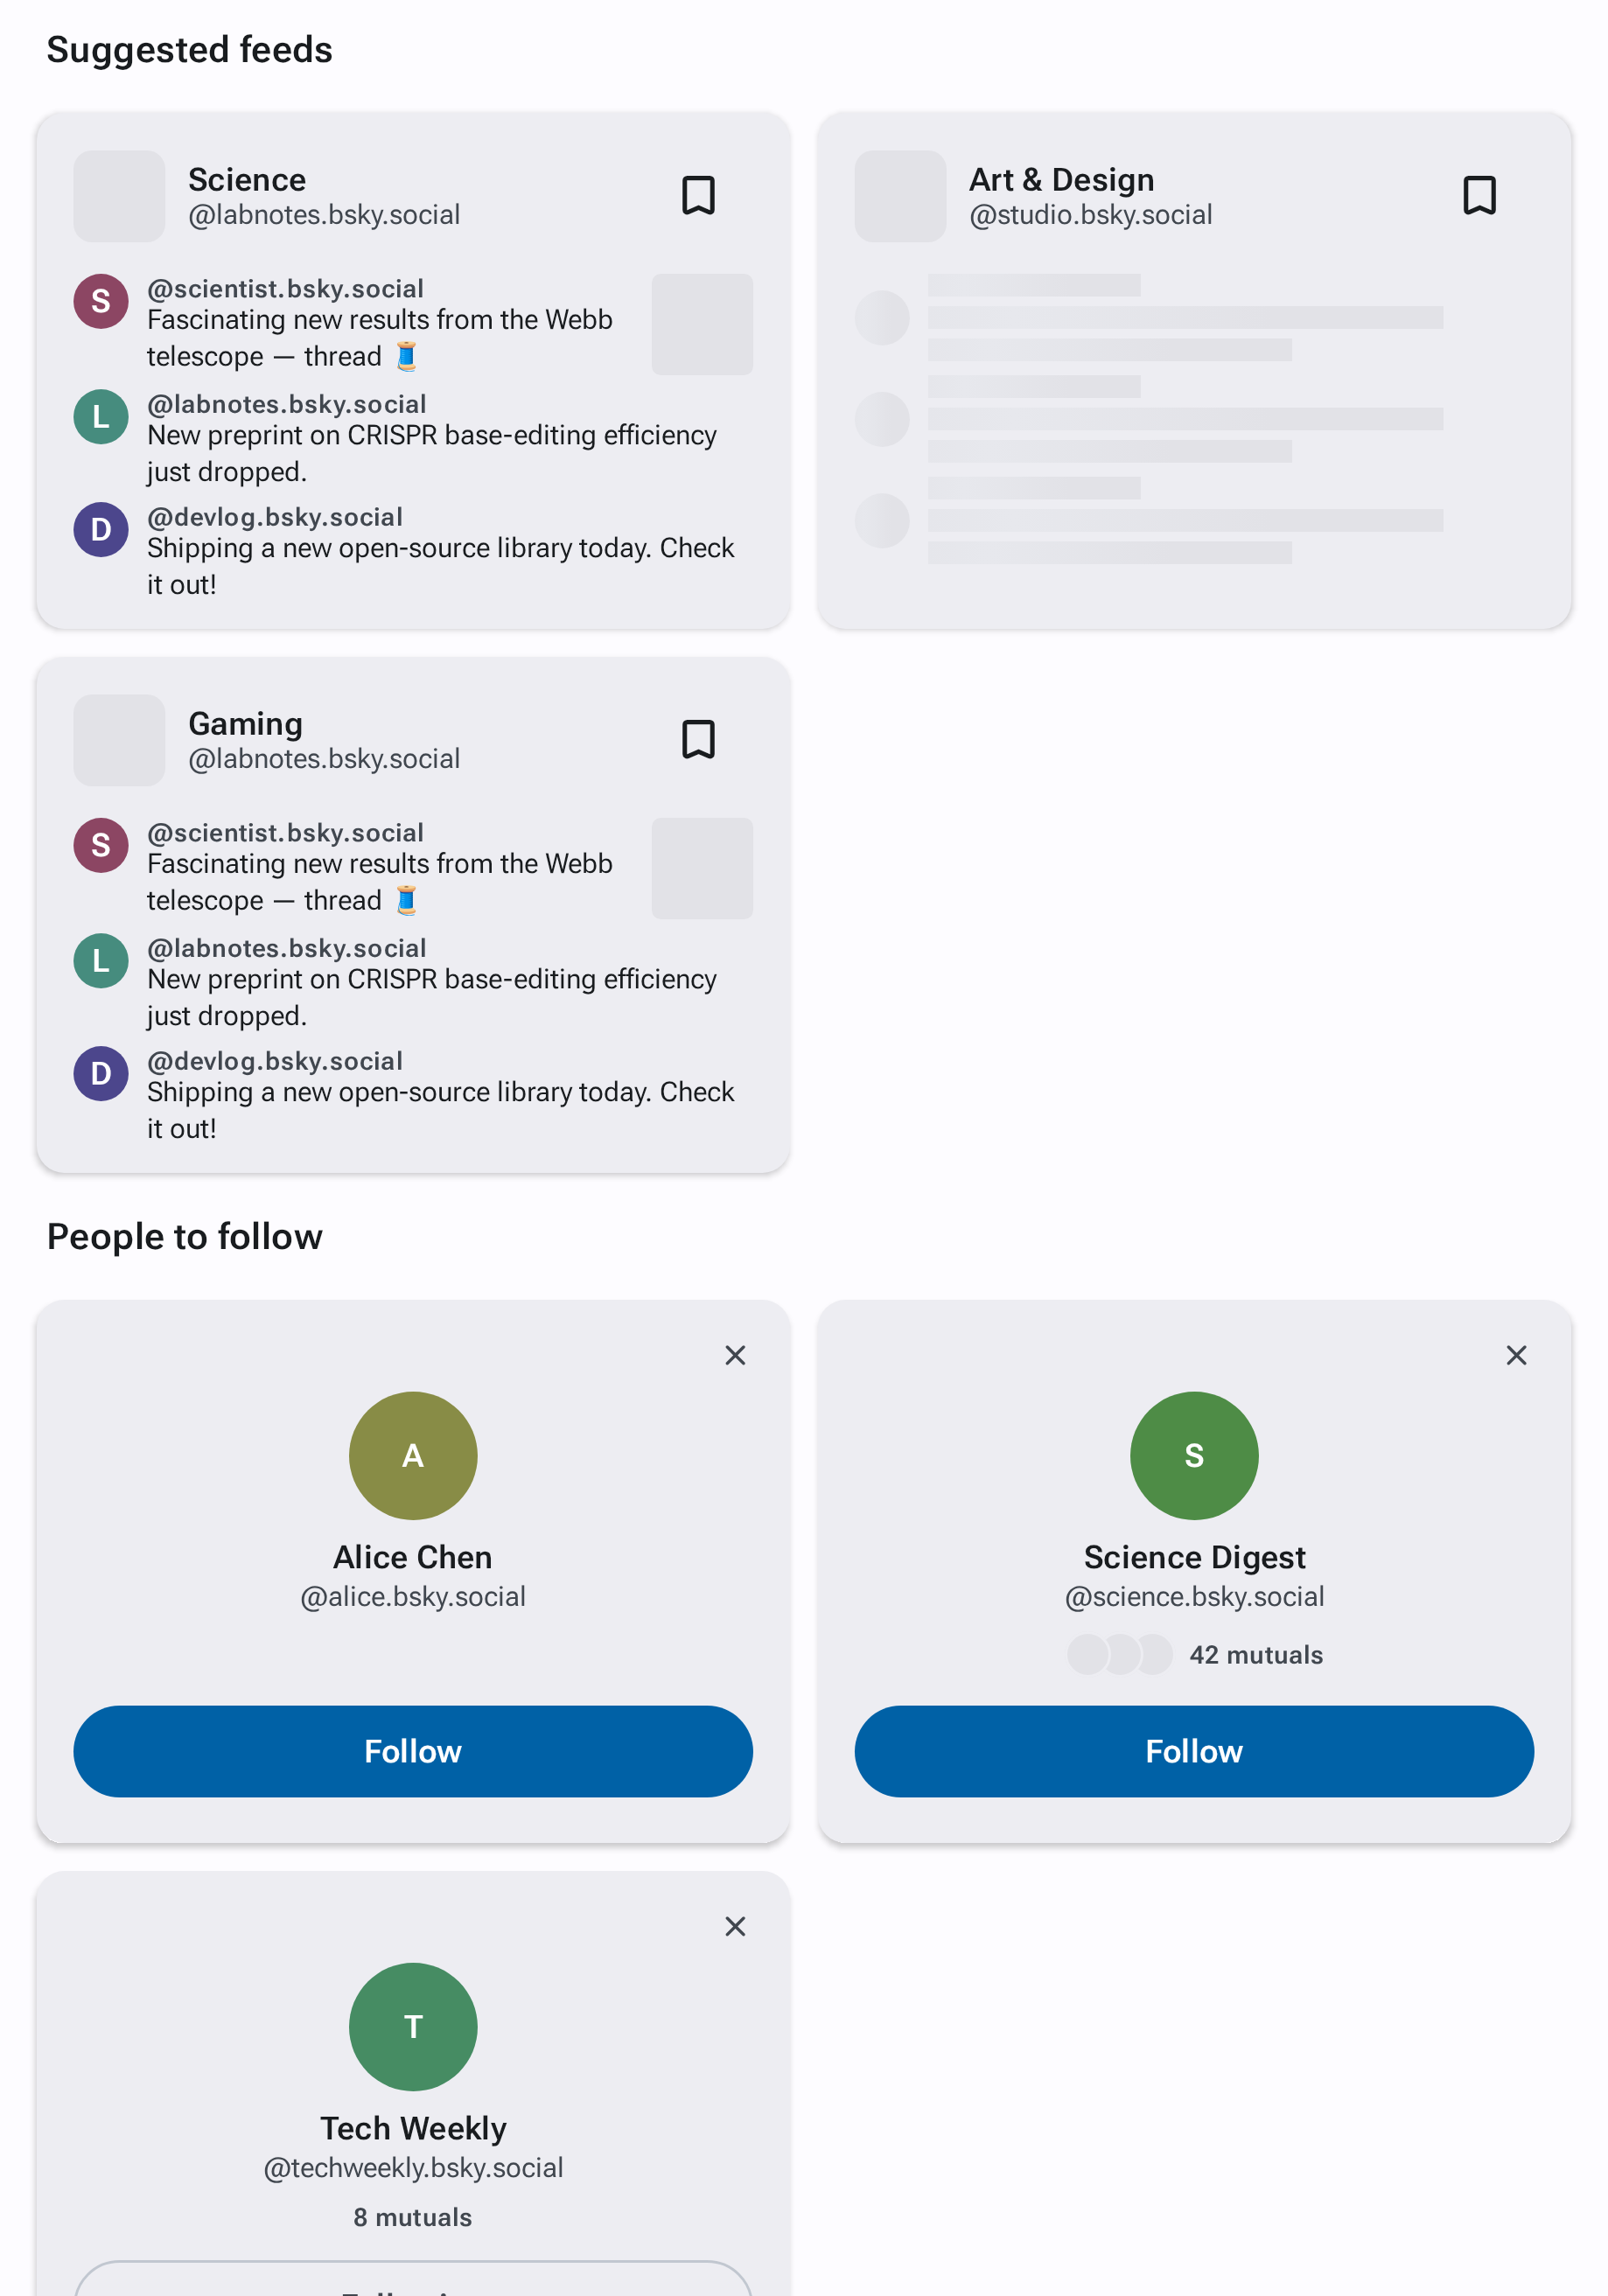 Suggested feeds
Science
@labnotes.bsky.social
S
@scientist.bsky.social
Fascinating new results from the Webb
telescope — thread 🧵
L
@labnotes.bsky.social
New preprint on CRISPR base-editing efficiency
just dropped.
D
@devlog.bsky.social
Shipping a new open-source library today. Check
it out!
Art & Design
@studio.bsky.social
Gaming
@labnotes.bsky.social
S
@scientist.bsky.social
Fascinating new results from the Webb
telescope — thread 🧵
L
@labnotes.bsky.social
New preprint on CRISPR base-editing efficiency
just dropped.
D
@devlog.bsky.social
Shipping a new open-source library today. Check
it out!
People to follow
A
Alice Chen
@alice.bsky.social
Follow
S
Science Digest
@science.bsky.social
42 mutuals
Follow
T
Tech Weekly
@techweekly.bsky.social
8 mutuals